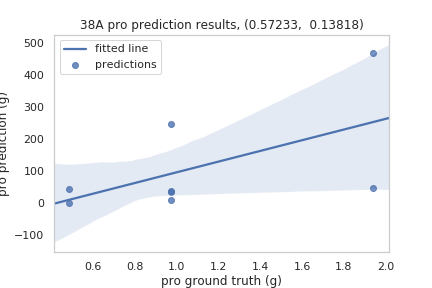 38A pro prediction results, (0.57233,  0.13818)
fitted line
predictions
500
400
300
200
100
0
−100
pro prediction (g)
0.6 0.8 1.0 1.2 1.4 1.6 1.8 2.0
pro ground truth (g)